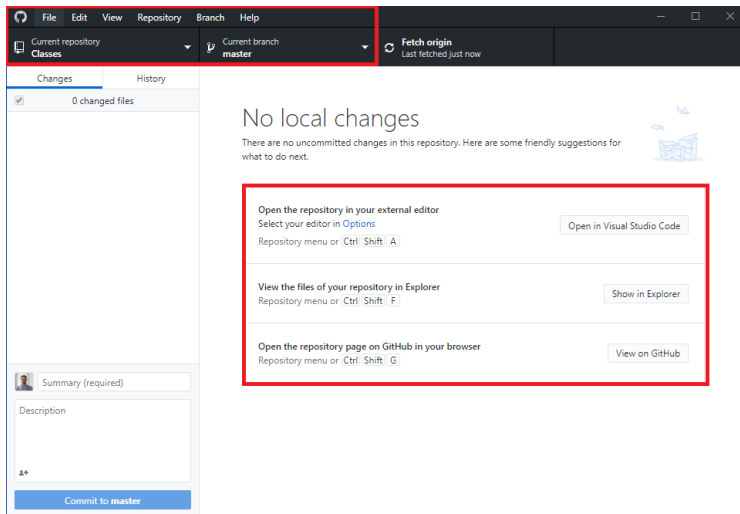 File Edit View Repository Branch Help
Current repository
Classes
Current branch
master
Fetch origin
Last fetched just now
Changes History
0 changed files
No local changes
There are no uncommitted changes in this repository. Here are some friendly suggestions for
what to do next.
Open the repository in your external editor
Select your editor in Options
Repository menu or Ctrl Shift A
Open in Visual Studio Code
View the files of your repository in Explorer
Repository menu or Ctrl Shift F
Show in Explorer
Open the repository page on GitHub in your browser
Repository menu or Ctrl Shift G
View on GitHub
Summary (required)
Description
Commit to master